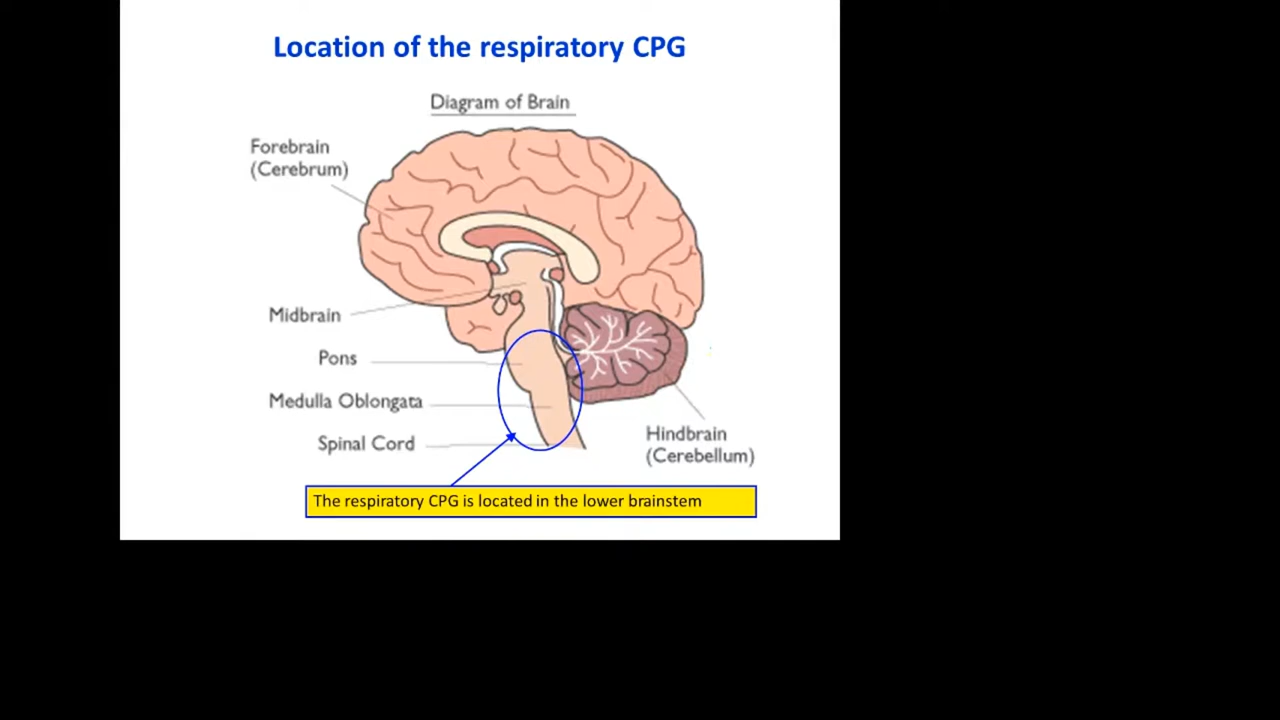 Location of the respiratory CPG
Diagram of Brain
Forebrain
(Cerebrum)
Midbrain
Pons
Medulla Oblongata
Spinal Cord
Hindbrain
(Cerebellum)
The respiratory CPG is located in the lower brainstem